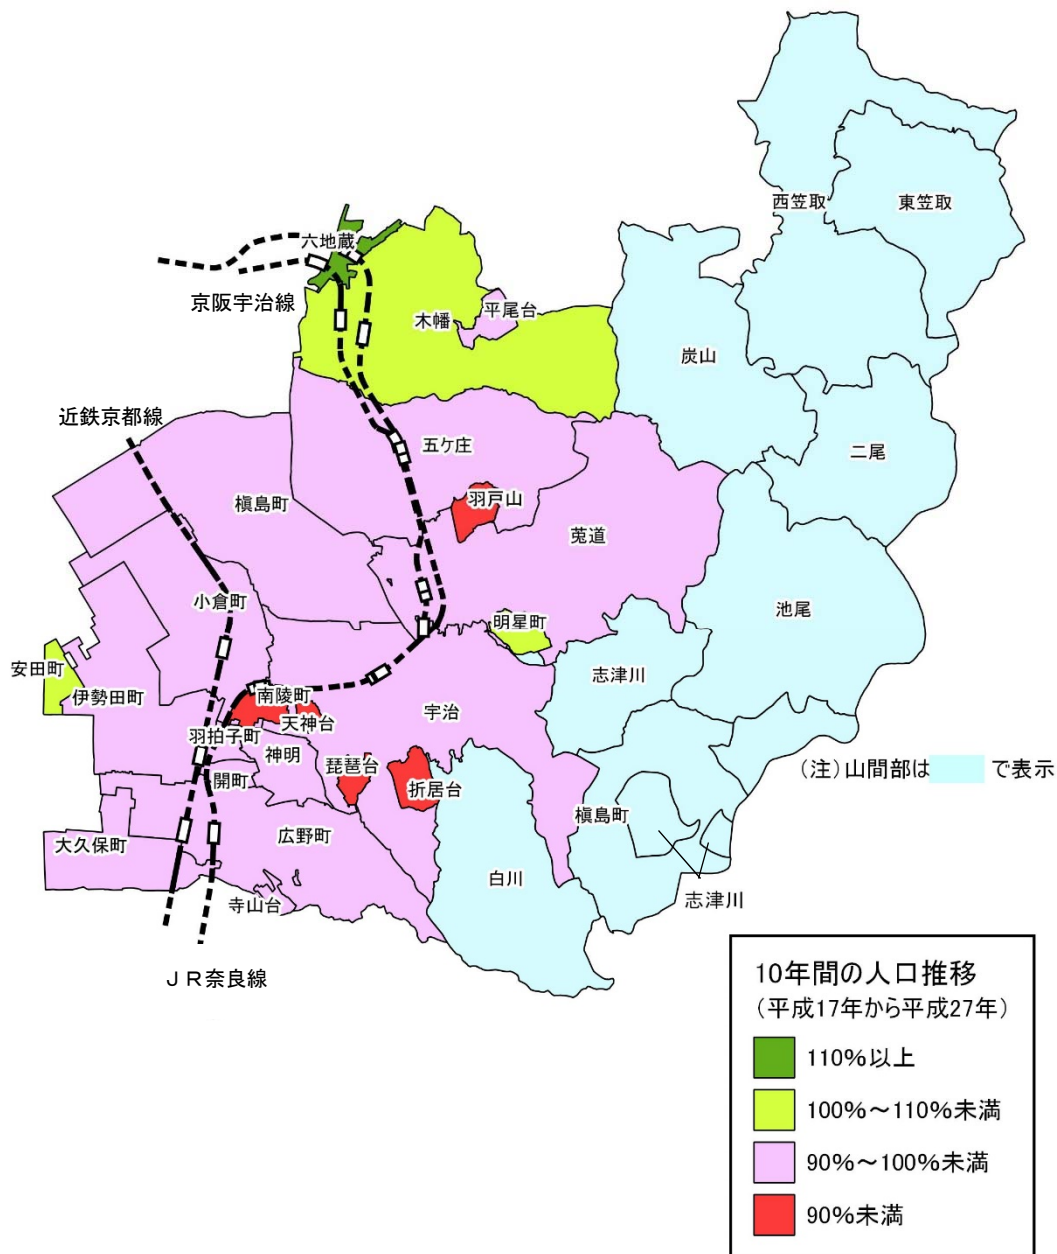 西笠取
東笠取
六地蔵
京阪宇治線
木幡
平尾台
炭山
近鉄京都線
五ケ庄
二尾
羽戸山
槇島町
莵道
小倉町
明星町
池尾
安田町
伊勢田町
志津川
南陵町
天神台
宇治
羽拍子町
神明
琵琶台
折居台
(注)山間部は
で表示
開町
槇島町
大久保町
広野町
白川
寺山台
志津川
JR奈良線
10年間の人口推移
(平成17年から平成27年)
110%以上
100%~110%未満
90%~100%未満
90%未満